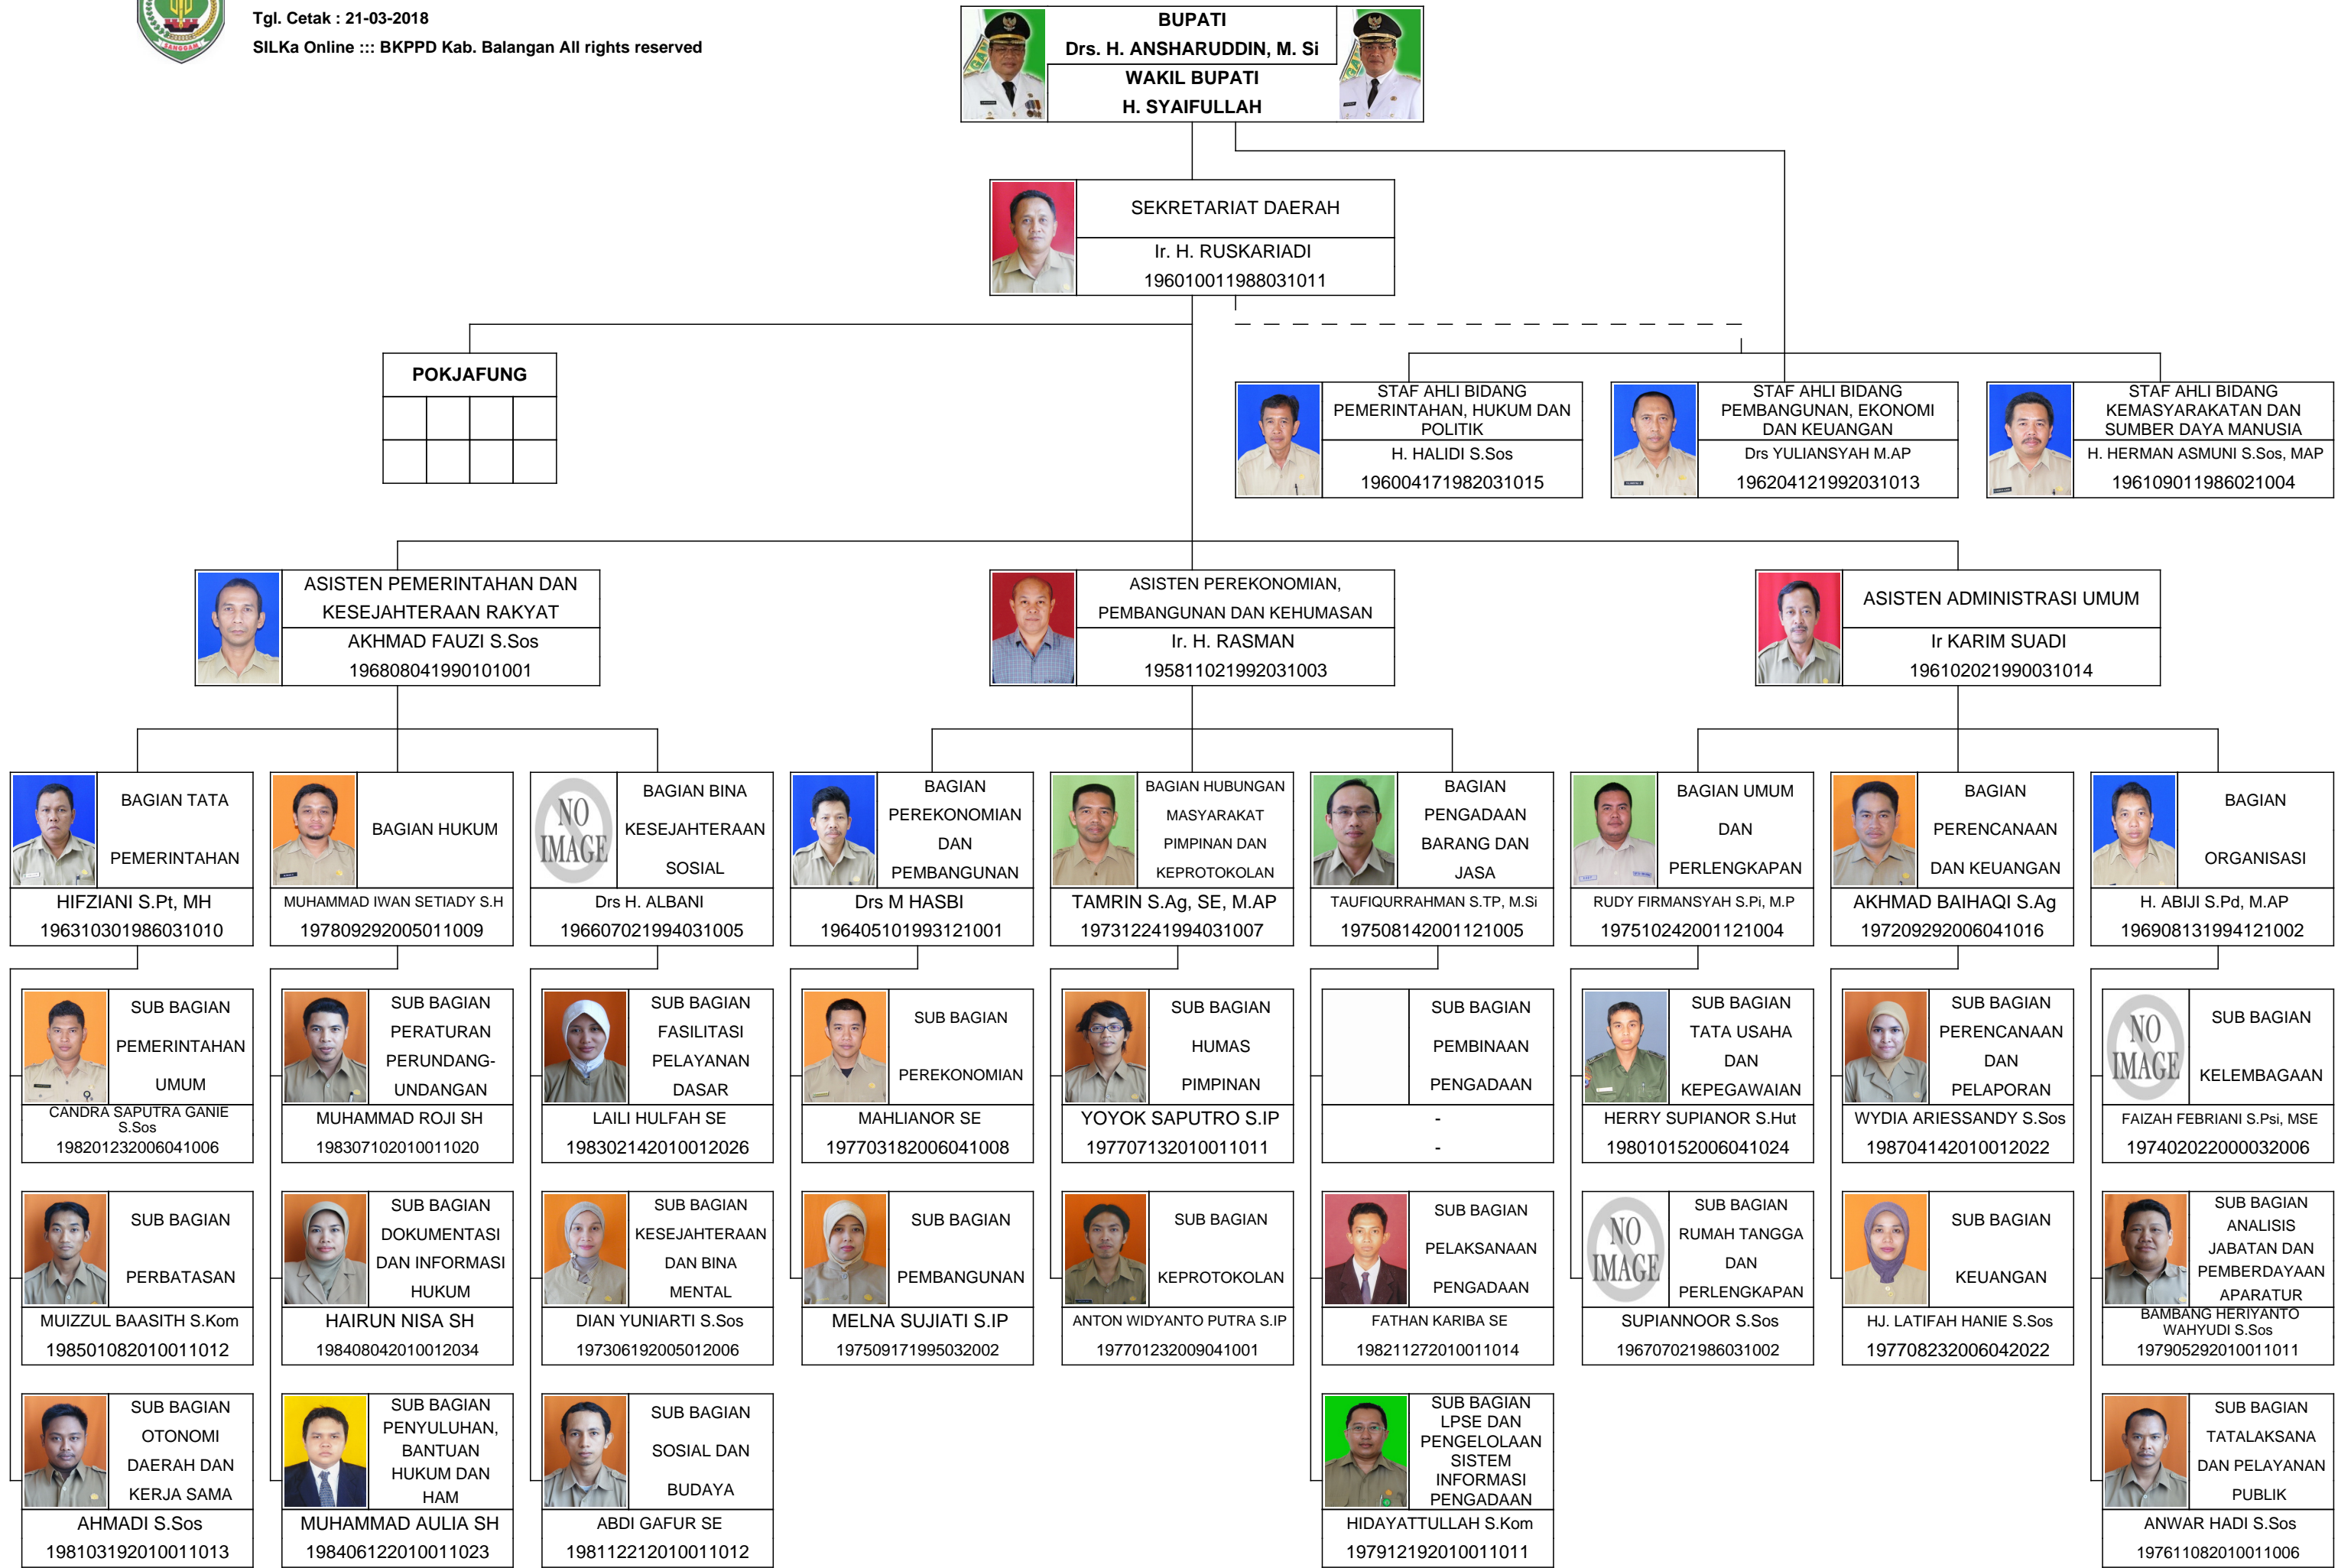 SANGGAM
Tgl. Cetak : 21-03-2018
SILKa Online ::: BKPPD Kab. Balangan All rights reserved
BUPATI
Drs. H. ANSHARUDDIN, M. Si
WAKIL BUPATI
H. SYAIFULLAH
SEKRETARIAT DAERAH
Ir. H. RUSKARIADI
196010011988031011
POKJAFUNG
STAF AHLI BIDANG
PEMERINTAHAN, HUKUM DAN
POLITIK
H. HALIDI S.Sos
196004171982031015
STAF AHLI BIDANG
PEMBANGUNAN, EKONOMI
DAN KEUANGAN
Drs YULIANSYAH M.AP
196204121992031013
STAF AHLI BIDANG
KEMASYARAKATAN DAN
SUMBER DAYA MANUSIA
H. HERMAN ASMUNI S.Sos, MAP
196109011986021004
ASISTEN PEMERINTAHAN DAN
KESEJAHTERAAN RAKYAT
AKHMAD FAUZI S.Sos
196808041990101001
ASISTEN PEREKONOMIAN,
PEMBANGUNAN DAN KEHUMASAN
Ir. H. RASMAN
195811021992031003
ASISTEN ADMINISTRASI UMUM
Ir KARIM SUADI
196102021990031014
BAGIAN TATA
PEMERINTAHAN
HIFZIANI S.Pt, MH
196310301986031010
BAGIAN HUKUM
MUHAMMAD IWAN SETIADY S.H
197809292005011009
NO
IMAGE
BAGIAN BINA
KESEJAHTERAAN
SOSIAL
Drs H. ALBANI
196607021994031005
BAGIAN
PEREKONOMIAN
DAN
PEMBANGUNAN
Drs M HASBI
196405101993121001
BAGIAN HUBUNGAN
MASYARAKAT
PIMPINAN DAN
KEPROTOKOLAN
TAMRIN S.Ag, SE, M.AP
197312241994031007
BAGIAN
PENGADAAN
BARANG DAN
JASA
TAUFIQURRAHMAN S.TP, M.Si
197508142001121005
BAGIAN UMUM
DAN
PERLENGKAPAN
RUDY FIRMANSYAH S.Pi, M.P
197510242001121004
BAGIAN
PERENCANAAN
DAN KEUANGAN
AKHMAD BAIHAQI S.Ag
197209292006041016
BAGIAN
ORGANISASI
H. ABIJI S.Pd, M.AP
196908131994121002
SUB BAGIAN
PEMERINTAHAN
UMUM
CANDRA SAPUTRA GANIE
S.Sos
198201232006041006
SUB BAGIAN
PERATURAN
PERUNDANG-
UNDANGAN
MUHAMMAD ROJI SH
198307102010011020
SUB BAGIAN
FASILITASI
PELAYANAN
DASAR
LAILI HULFAH SE
198302142010012026
SUB BAGIAN
PEREKONOMIAN
MAHLIANOR SE
197703182006041008
SUB BAGIAN
HUMAS
PIMPINAN
YOYOK SAPUTRO S.IP
197707132010011011
SUB BAGIAN
PEMBINAAN
PENGADAAN
-
-
SUB BAGIAN
TATA USAHA
DAN
KEPEGAWAIAN
HERRY SUPIANOR S.Hut
198010152006041024
SUB BAGIAN
PERENCANAAN
DAN
PELAPORAN
WYDIA ARIESSANDY S.Sos
198704142010012022
NO
IMAGE
SUB BAGIAN
KELEMBAGAAN
FAIZAH FEBRIANI S.Psi, MSE
197402022000032006
SUB BAGIAN
PERBATASAN
MUIZZUL BAASITH S.Kom
198501082010011012
SUB BAGIAN
DOKUMENTASI
DAN INFORMASI
HUKUM
HAIRUN NISA SH
198408042010012034
SUB BAGIAN
KESEJAHTERAAN
DAN BINA
MENTAL
DIAN YUNIARTI S.Sos
197306192005012006
SUB BAGIAN
PEMBANGUNAN
MELNA SUJIATI S.IP
197509171995032002
SUB BAGIAN
KEPROTOKOLAN
ANTON WIDYANTO PUTRA S.IP
197701232009041001
SUB BAGIAN
PELAKSANAAN
PENGADAAN
FATHAN KARIBA SE
198211272010011014
NO
IMAGE
SUB BAGIAN
RUMAH TANGGA
DAN
PERLENGKAPAN
SUPIANNOOR S.Sos
196707021986031002
SUB BAGIAN
KEUANGAN
HJ. LATIFAH HANIE S.Sos
197708232006042022
SUB BAGIAN
ANALISIS
JABATAN DAN
PEMBERDAYAAN
APARATUR
BAMBANG HERIYANTO
WAHYUDI S.Sos
197905292010011011
SUB BAGIAN
OTONOMI
DAERAH DAN
KERJA SAMA
AHMADI S.Sos
198103192010011013
SUB BAGIAN
PENYULUHAN,
BANTUAN
HUKUM DAN
HAM
MUHAMMAD AULIA SH
198406122010011023
SUB BAGIAN
SOSIAL DAN
BUDAYA
ABDI GAFUR SE
198112212010011012
SUB BAGIAN
LPSE DAN
PENGELOLAAN
SISTEM
INFORMASI
PENGADAAN
HIDAYATTULLAH S.Kom
197912192010011011
SUB BAGIAN
TATALAKSANA
DAN PELAYANAN
PUBLIK
ANWAR HADI S.Sos
197611082010011006